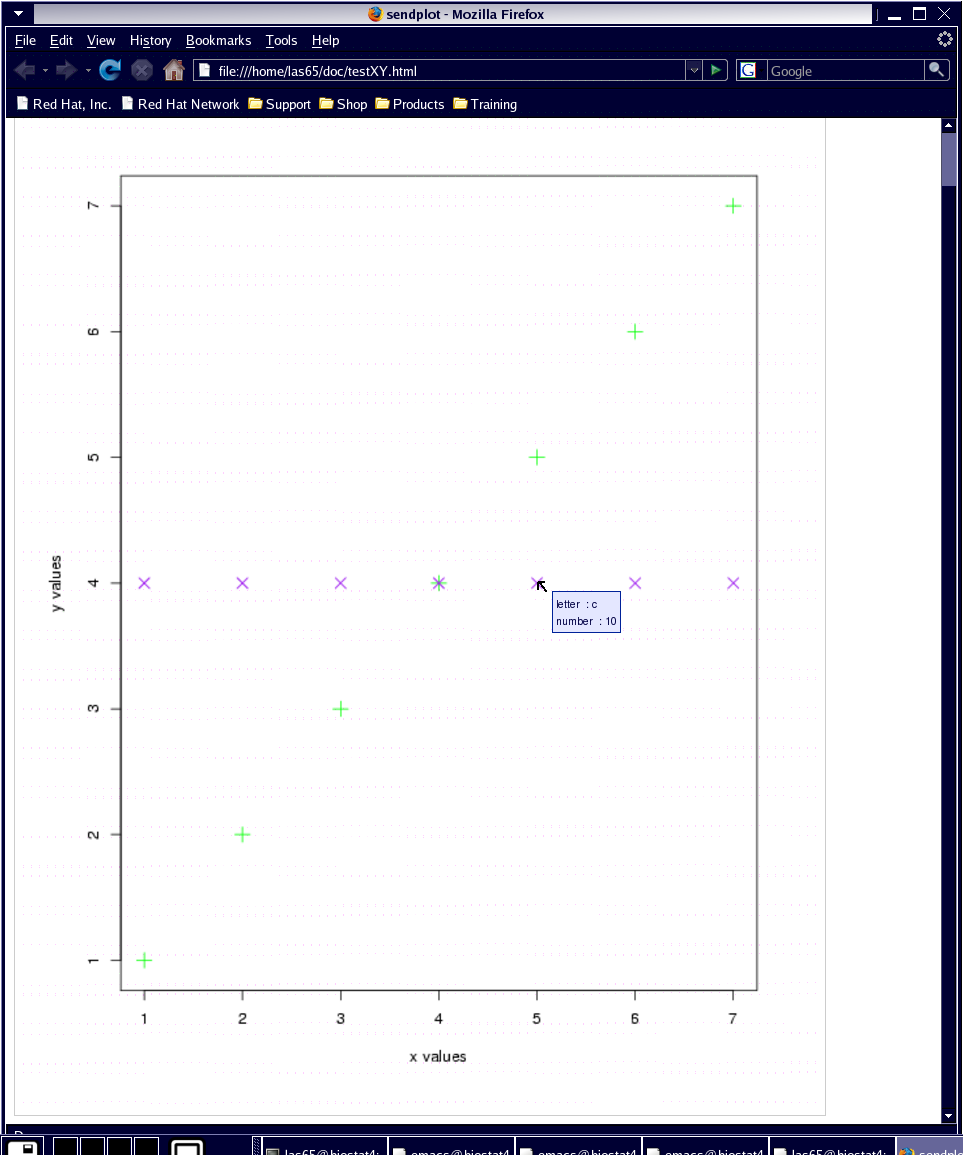 sendplot - Mozilla Firefox
File Edit View History Bookmarks Tools Help
file:///home/las65/doc/testXY.html G Google
Red Hat, Inc. Red Hat Network Support Shop Products Training
7
6
5
y values
4
letter : c
number : 10
3
2
1
1 2 3 4 5 6 7
x values
las65@biostat4: emacs@biostat4 emacs@biostat4 emacs@biostat4 las65@biostat4: sendplo